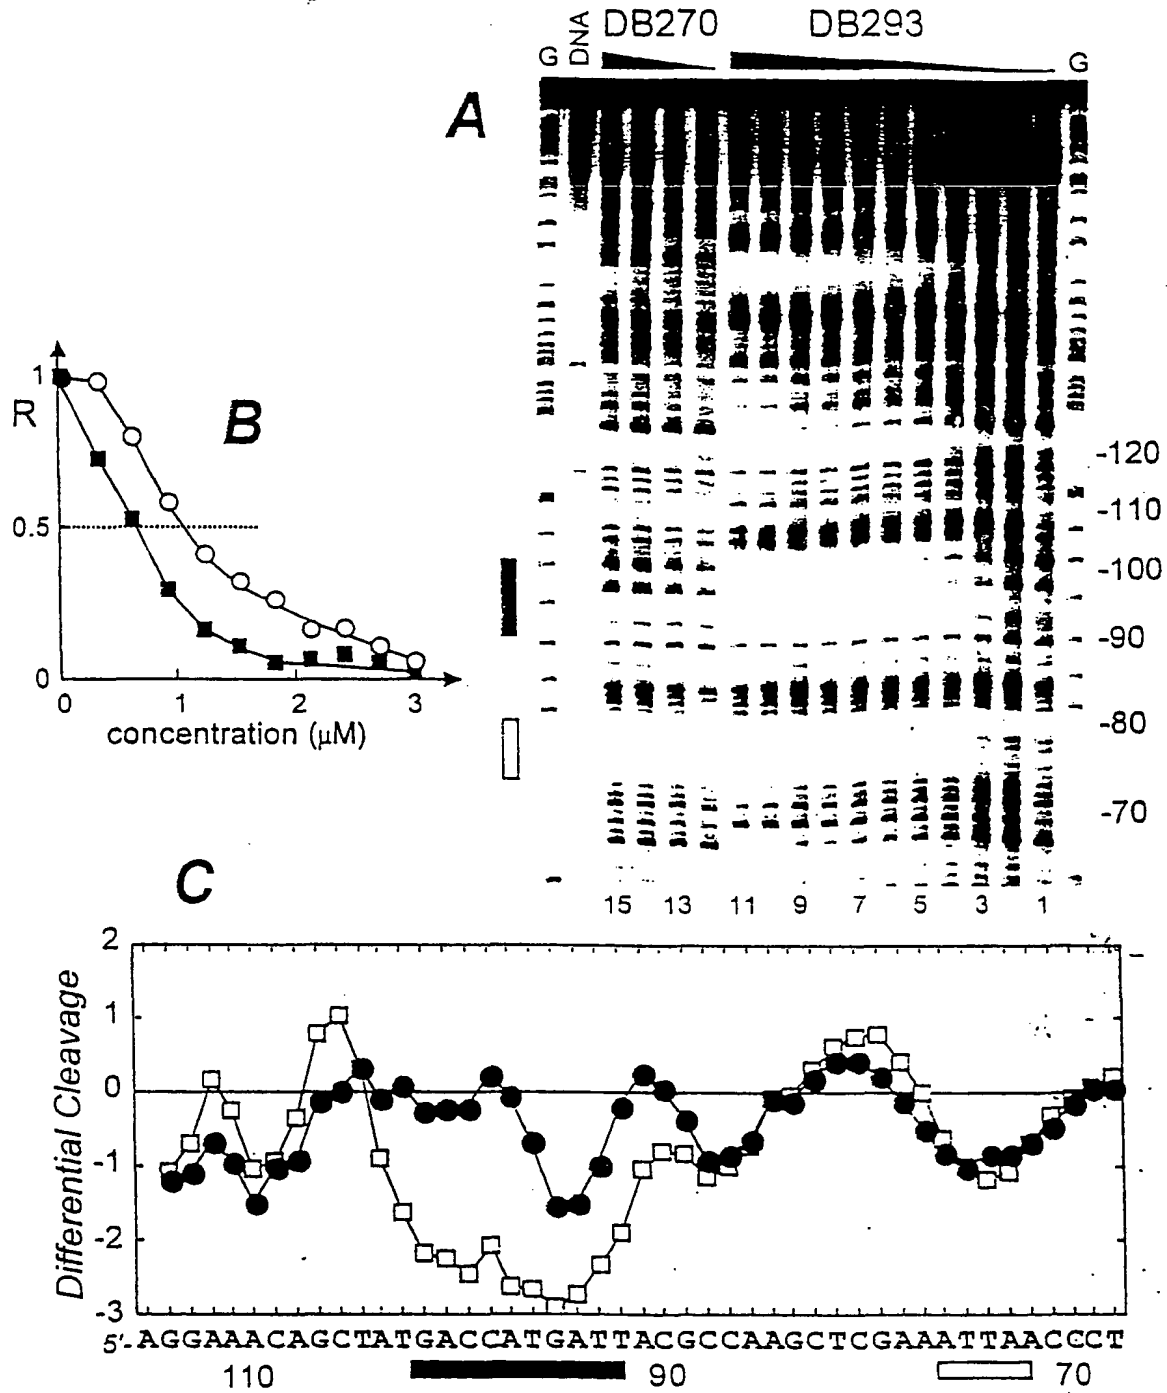 DB270 DB293
G DNA G
A
-120
-110
-100
-90
-80
-70
15 13 11 9 7 5 3 1
B
R
1
0.5
0
0 1 2 3
concentration (µM)
C
Differential Cleavage
2
1
0
-1
-2
-3
5'-AGGAAACAGCTATGACCATGATTACGCCAAGCTCGAAATTAACCCT
110 90 70